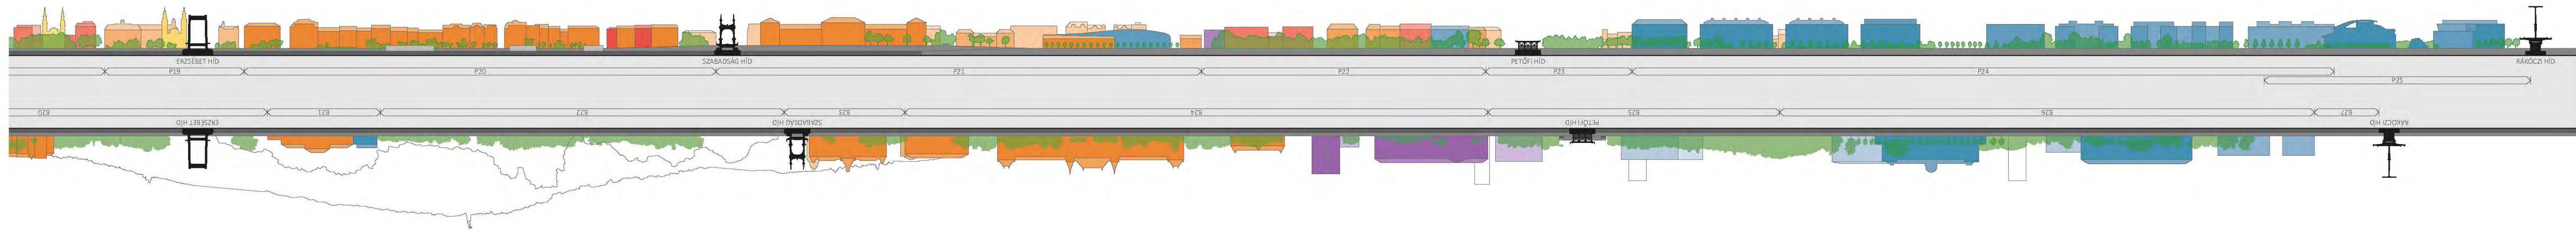 ERZSÉBET HÍD SZABADSÁG HÍD PETŐFI HÍD RÁKÓCZI HÍD
P19 P20 P21 P22 P23 P24
P25
B20 B21 B22 B23 B24 B25 B26 B27
ERZSÉBET HÍD SZABADSÁG HÍD PETŐFI HÍD RÁKÓCZI HÍD